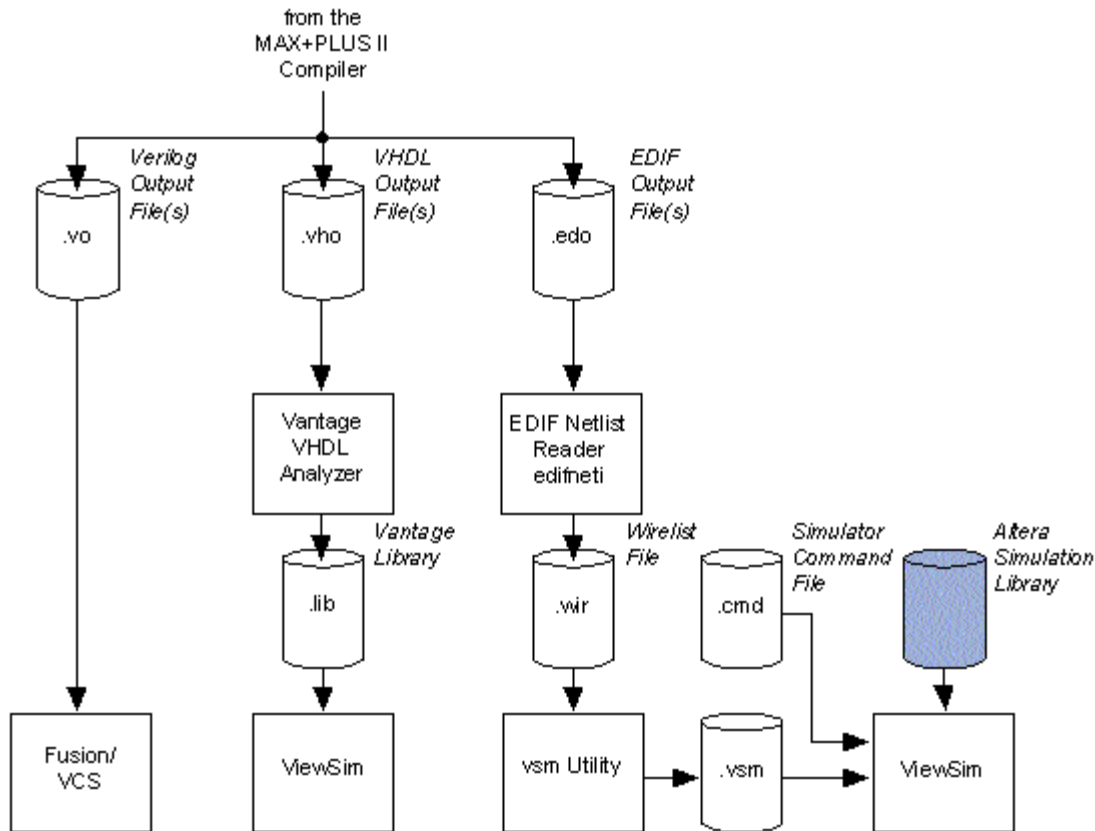 from the
MAX+PLUS II
Compiler
Verilog
Output
File(s)
VHDL
Output
File(s)
EDIF
Output
File(s)
.vo
.vho
.edo
Vantage
VHDL
Analyzer
EDIF Netlist
Reader
edifneti
Vantage
Library
Wirelist
File
Simulator
Command
File
Altera
Simulation
Library
.lib
.wir
.cmd
Fusion/
VCS
ViewSim
vsm Utility
.vsm
ViewSim